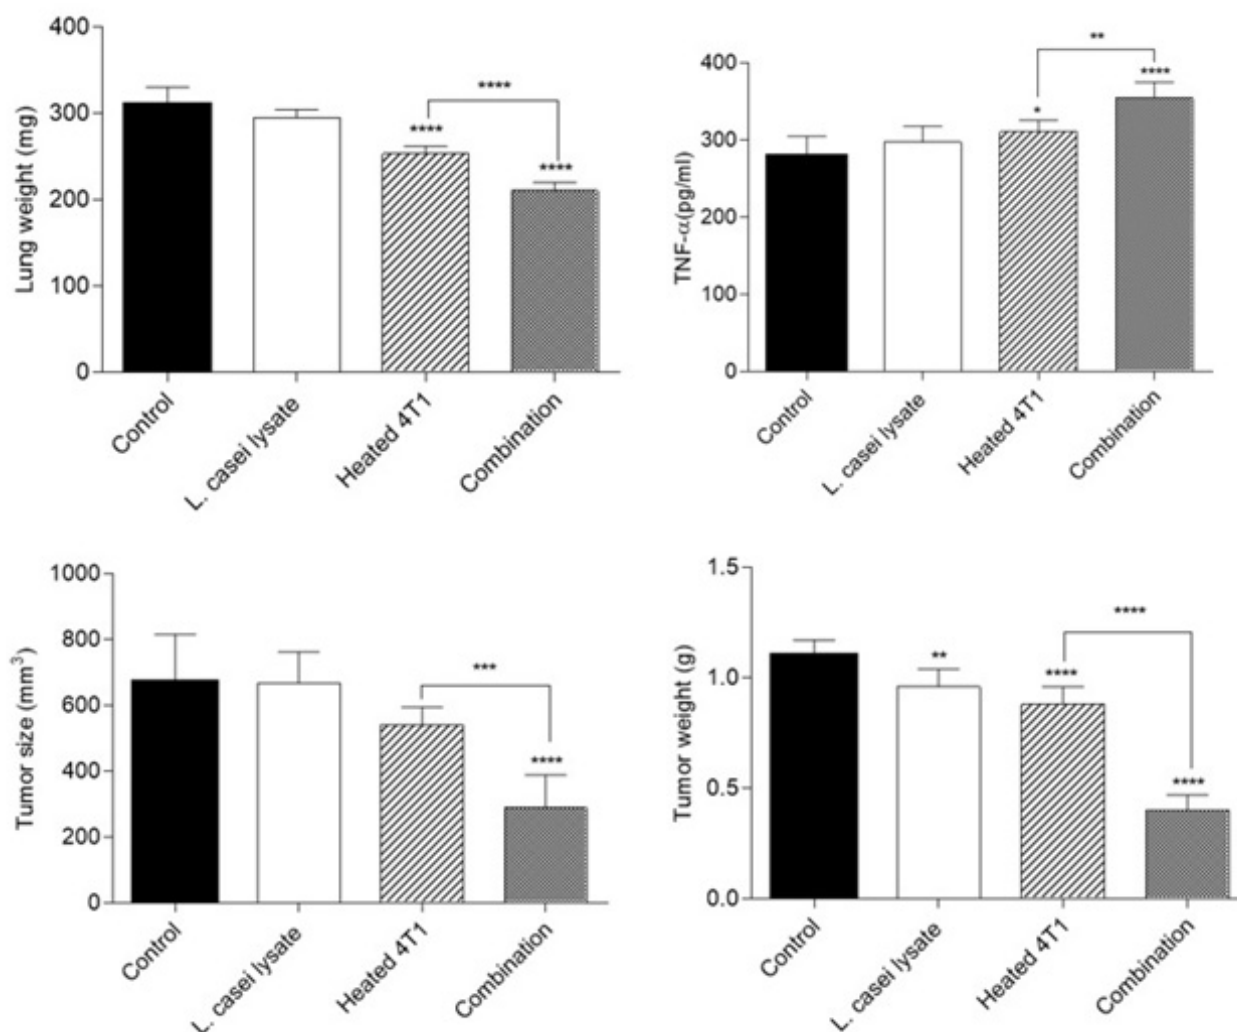 Lung weight (mg)
400
300
200
100
0
****
****
****
Control
L. casei lysate
Heated 4T1
Combination
TNF-α(pg/ml)
400
300
200
100
0
*
**
****
Control
L. casei lysate
Heated 4T1
Combination
Tumor size (mm³)
1000
800
600
400
200
0
***
****
Control
L. casei lysate
Heated 4T1
Combination
Tumor weight (g)
1.5
1.0
0.5
0.0
**
****
****
****
Control
L. casei lysate
Heated 4T1
Combination